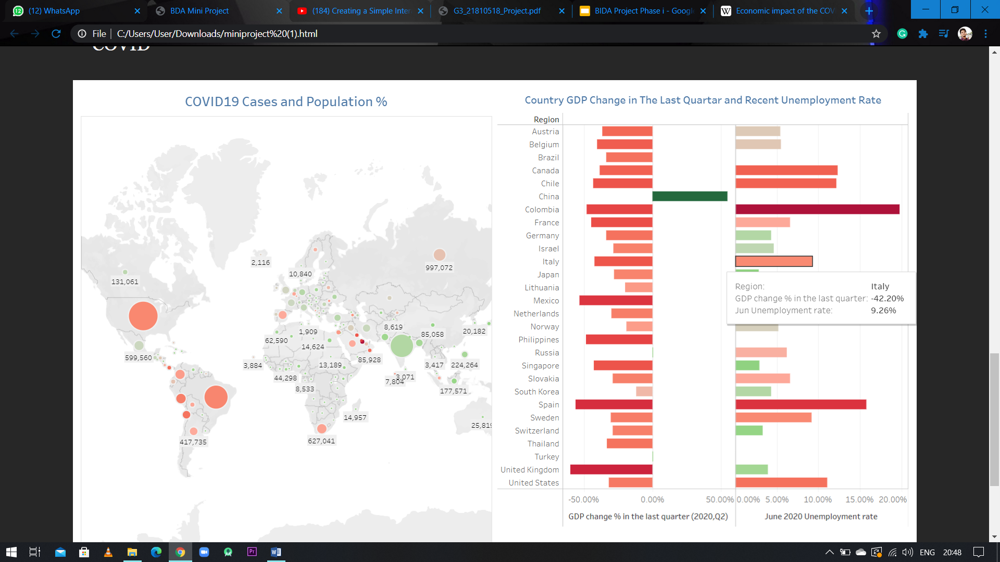 (12) WhatsApp
BDA Mini Project
(184) Creating a Simple Inter
G3_21810518_Project.pdf
BIDA Project Phase i - Googl
Economic impact of the COV
File
C:/Users/User/Downloads/miniproject%20(1).html
COVID
COVID19 Cases and Population %
2,116
997,072
10,840
131,061
8,619
1,909
85,058
20,182
62,590
14,624
599,560
85,928
3,884
13,189
3,417
224,264
44,298
3,071
7,804
8,533
177,571
14,957
25,819
627,041
417,735
Country GDP Change in The Last Quartar and Recent Unemployment Rate
Region
Austria
Belgium
Brazil
Canada
Chile
China
Colombia
France
Germany
Israel
Italy
Japan
Lithuania
Mexico
Netherlands
Norway
Philippines
Russia
Singapore
Slovakia
South Korea
Spain
Sweden
Switzerland
Thailand
Turkey
United Kingdom
United States
Region: Italy
GDP change % in the last quarter: -42.20%
Jun Unemployment rate: 9.26%
-50.00% 0.00% 50.00% 0.00% 5.00% 10.00% 15.00% 20.00%
GDP change % in the last quarter (2020,Q2)
June 2020 Unemployment rate
ENG
20:48